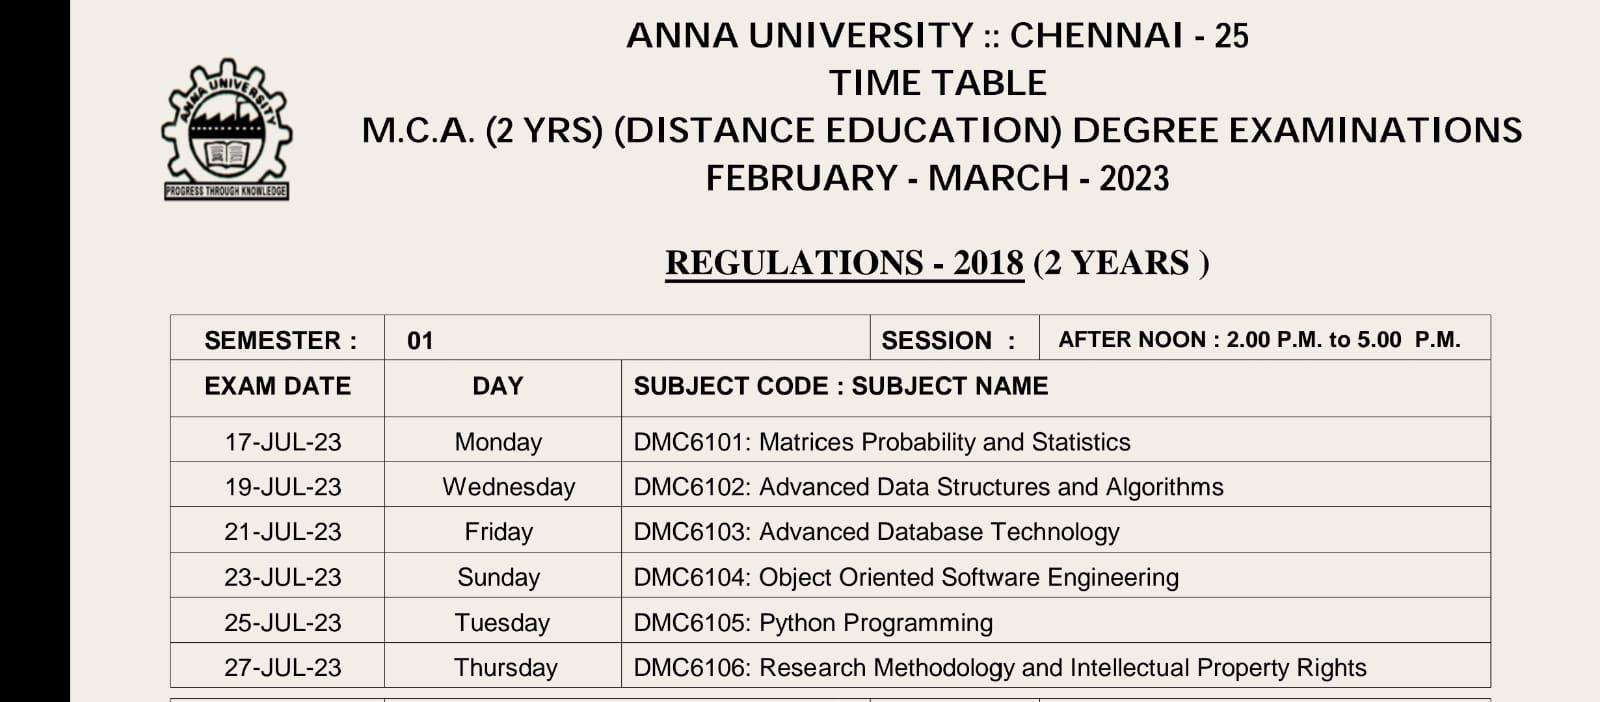 ANNA UNIVERSITY :: CHENNAI - 25
TIME TABLE
M.C.A. (2 YRS) (DISTANCE EDUCATION) DEGREE EXAMINATIONS
FEBRUARY - MARCH - 2023
ANNA UNIVERSITY
PROGRESS THROUGH KNOWLEDGE
REGULATIONS - 2018 (2 YEARS )
SEMESTER : 01 SESSION : AFTER NOON : 2.00 P.M. to 5.00 P.M.
EXAM DATE DAY SUBJECT CODE : SUBJECT NAME
17-JUL-23 Monday DMC6101: Matrices Probability and Statistics
19-JUL-23 Wednesday DMC6102: Advanced Data Structures and Algorithms
21-JUL-23 Friday DMC6103: Advanced Database Technology
23-JUL-23 Sunday DMC6104: Object Oriented Software Engineering
25-JUL-23 Tuesday DMC6105: Python Programming
27-JUL-23 Thursday DMC6106: Research Methodology and Intellectual Property Rights